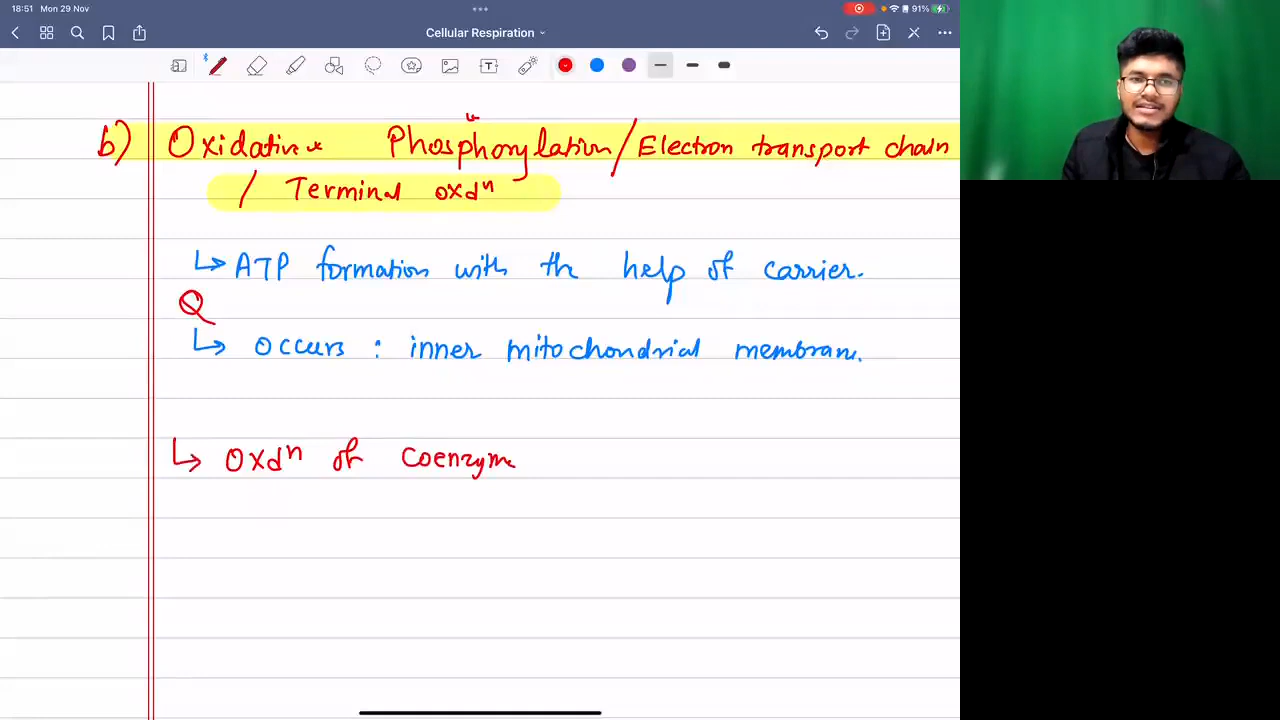 18:51 Mon 29 Nov
91%
Cellular Respiration
b) Oxidative Phosphorylation / Electron transport chain
/ Terminal oxdⁿ
↳ ATP formation with the help of carrier.
Q
↳ Occurs : inner mitochondrial membrane.
↳ Oxdⁿ of Coenzyme